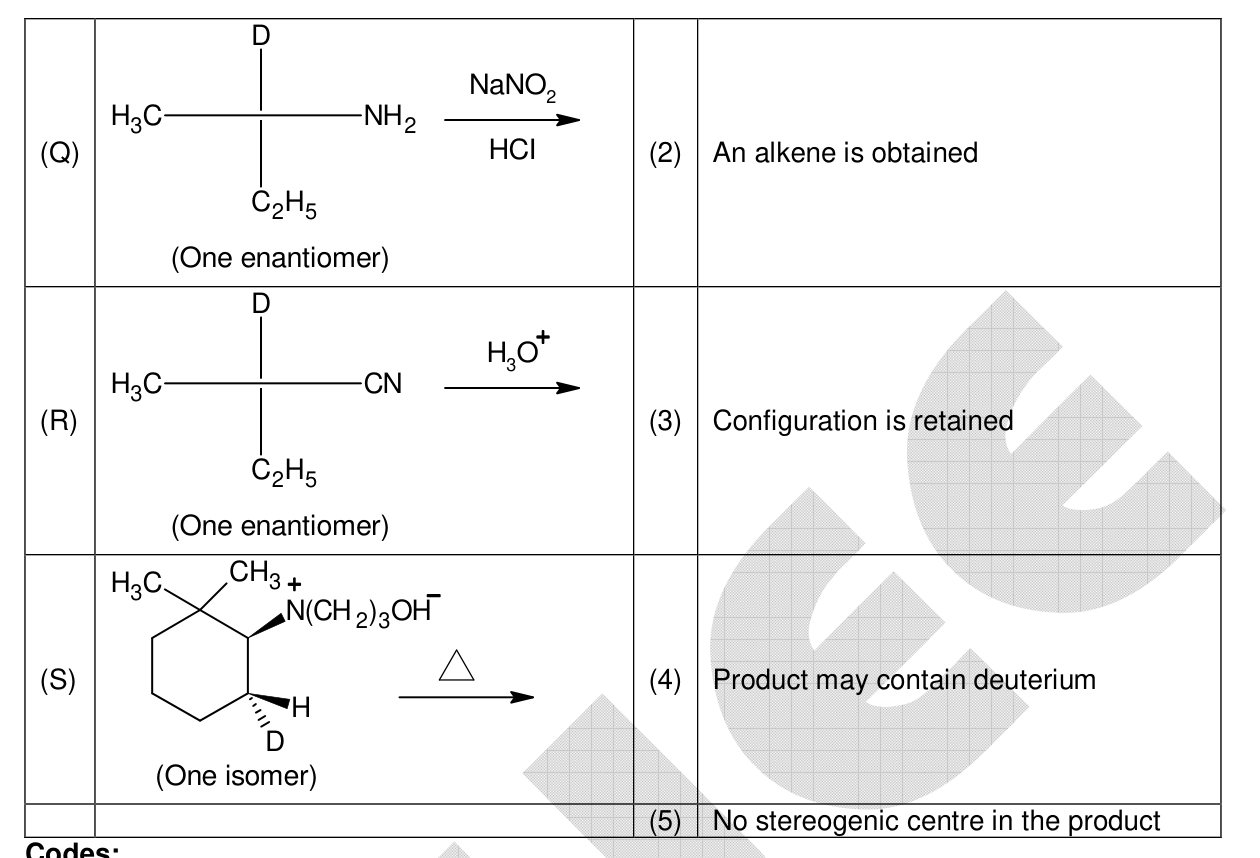 D
H₃C NH₂
C₂H₅
NaNO₂
HCl
(Q)
(One enantiomer)
(2) An alkene is obtained
D
H₃C CN
C₂H₅
H₃O⁺
(R)
(One enantiomer)
(3) Configuration is retained
H₃C CH₃
N⁺(CH₂)₃OH⁻
H
D
△
(S)
(One isomer)
(4) Product may contain deuterium
(5) No stereogenic centre in the product
Codes: